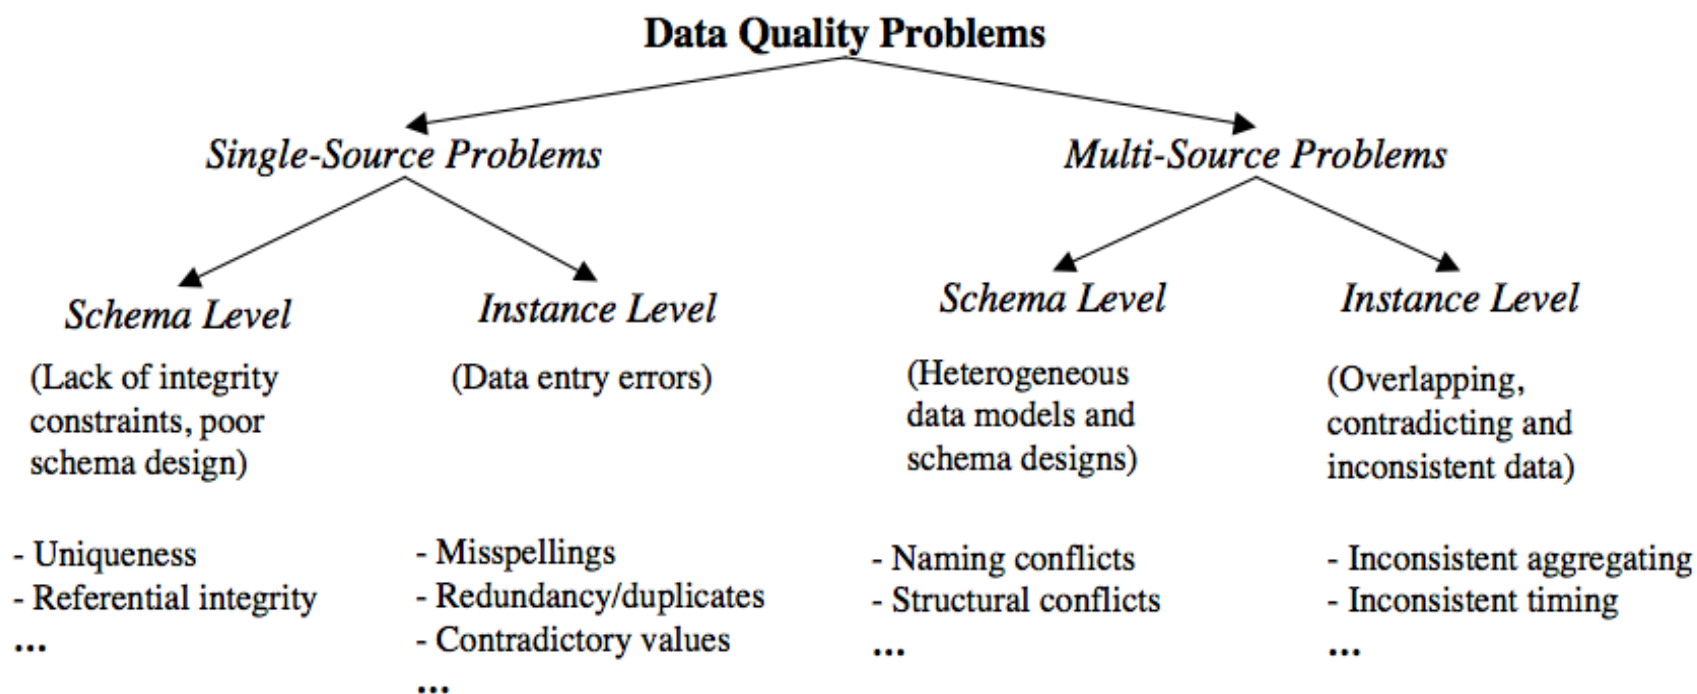 Data Quality Problems
Single-Source Problems
Multi-Source Problems
Schema Level
(Lack of integrity
constraints, poor
schema design)
- Uniqueness
- Referential integrity
...
Instance Level
(Data entry errors)
- Misspellings
- Redundancy/duplicates
- Contradictory values
...
Schema Level
(Heterogeneous
data models and
schema designs)
- Naming conflicts
- Structural conflicts
...
Instance Level
(Overlapping,
contradicting and
inconsistent data)
- Inconsistent aggregating
- Inconsistent timing
...